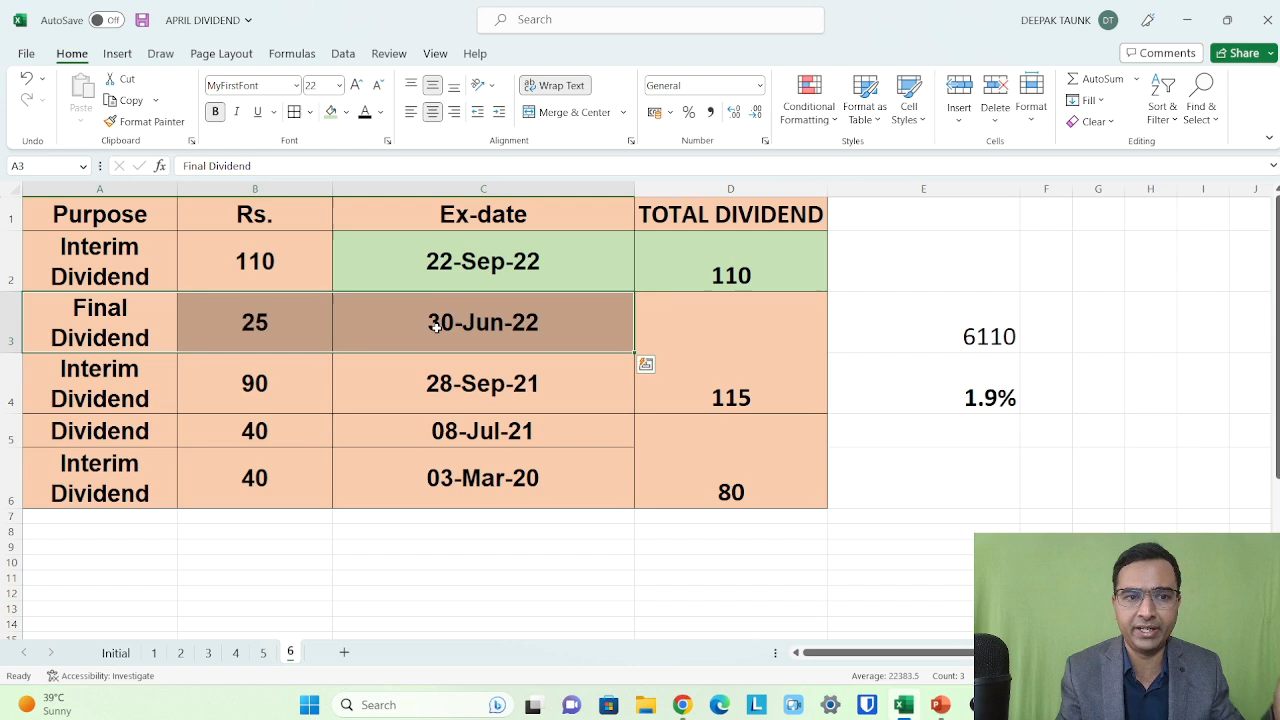 AutoSave Off APRIL DIVIDEND Search DEEPAK TAUNK DT
File Home Insert Draw Page Layout Formulas Data Review View Help Comments Share
Paste Cut Copy Format Painter
MyFirstFont 22 A A
B I U A
Wrap Text
Merge & Center
General
% , .00
Conditional Formatting Format as Table Cell Styles
Insert Delete Format
AutoSum Fill Clear
Sort & Filter Find & Select
Undo Clipboard Font Alignment Number Styles Cells Editing
A3 fx Final Dividend
A B C D E F G H I J
1 Purpose Rs. Ex-date TOTAL DIVIDEND
2 Interim Dividend 110 22-Sep-22 110
3 Final Dividend 25 30-Jun-22 6110
4 Interim Dividend 90 28-Sep-21 115 1.9%
5 Dividend 40 08-Jul-21
6 Interim Dividend 40 03-Mar-20 80
7
8
9
10
11
12
13
14
Initial 1 2 3 4 5 6 +
Ready Accessibility: Investigate Average: 22383.5 Count: 3
39°C
Sunny
Search